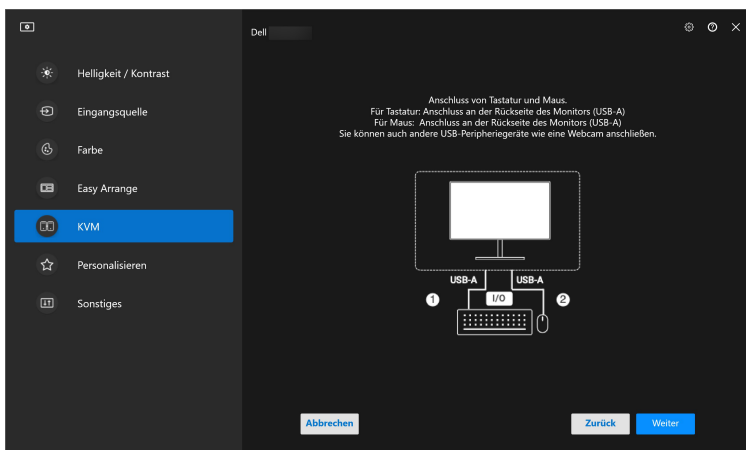 Dell
Helligkeit / Kontrast
Eingangsquelle
Farbe
Easy Arrange
KVM
Personalisieren
Sonstiges
Anschluss von Tastatur und Maus.
Für Tastatur: Anschluss an der Rückseite des Monitors (USB-A)
Für Maus: Anschluss an der Rückseite des Monitors (USB-A)
Sie können auch andere USB-Peripheriegeräte wie eine Webcam anschließen.
USB-A USB-A
1 I/O 2
Abbrechen Zurück Weiter